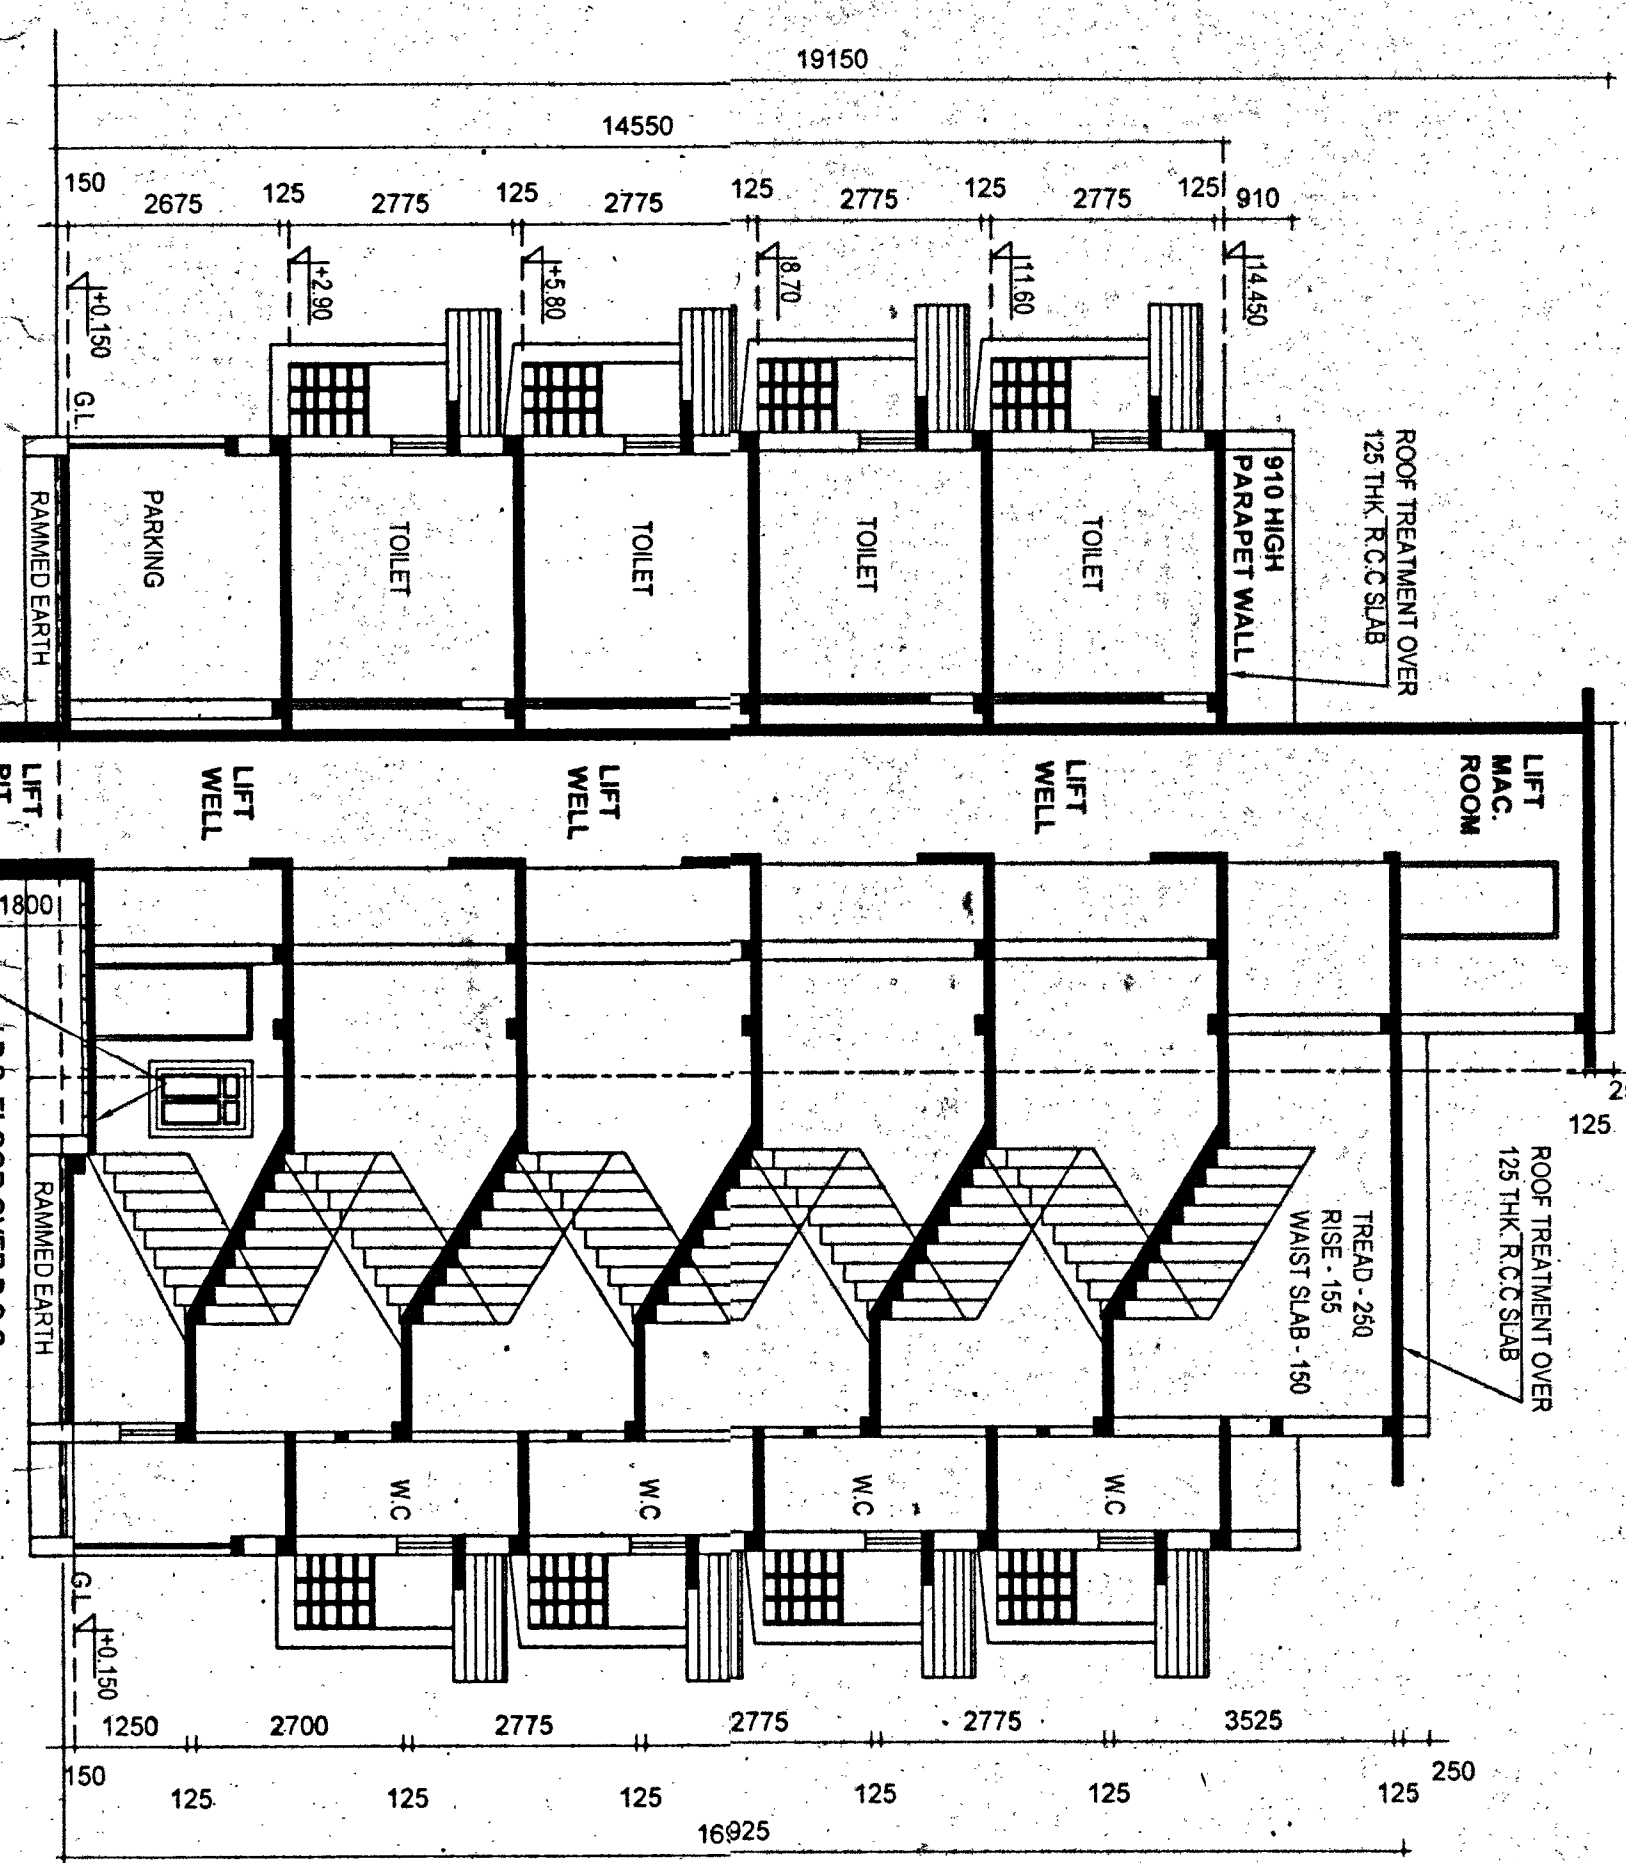 19150
14550
150
2675
125
2775
125
2775
125
2775
125
2775
125
910
+0.150
+2.90
+5.80
8.70
11.60
14.450
G.L
G.L
+0.150
ROOF TREATMENT OVER
125 THK. R.C.C SLAB
910 HIGH
PARAPET WALL
RAMMED EARTH
PARKING
TOILET
TOILET
TOILET
TOILET
LIFT
PIT
LIFT
WELL
LIFT
WELL
LIFT
WELL
LIFT
MAC.
ROOM
1800
125
ROOF TREATMENT OVER
125 THK. R.C.C SLAB
TREAD - 250
RISE - 155
WAIST SLAB - 150
RAMMED EARTH
W.C
W.C
W.C
W.C
1250
2700
2775
2775
2775
3525
150
125
125
125
125
125
125
250
16925